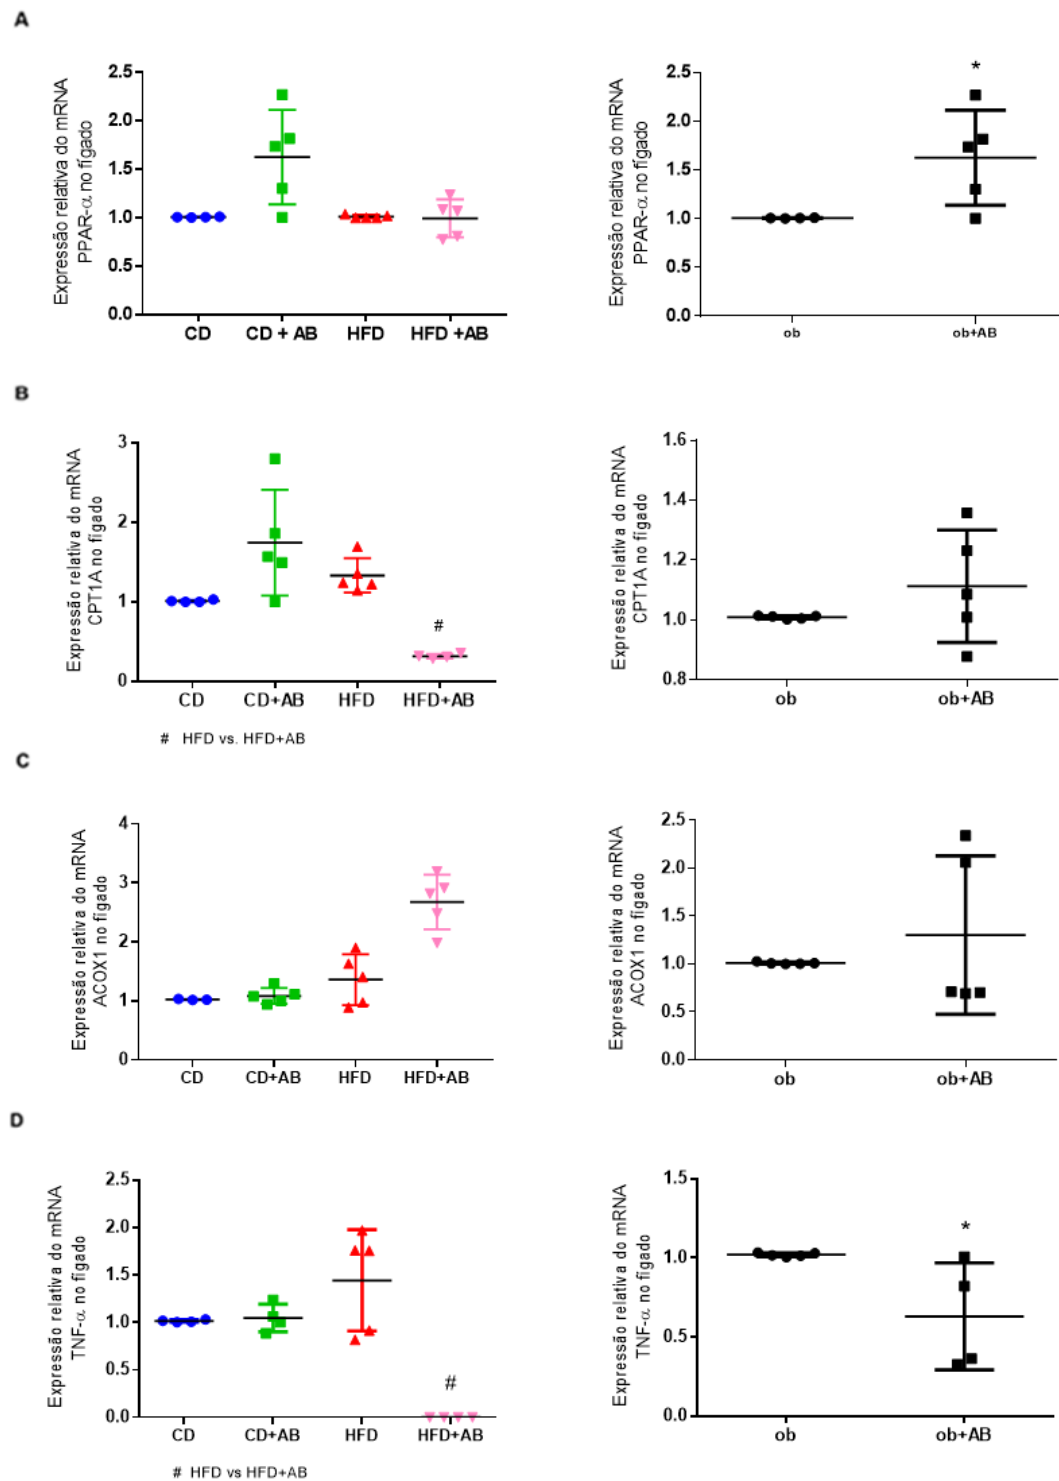 A
Expressão relativa do mRNA
PPAR-α no fígado
2.5
2.0
1.5
1.0
0.5
0.0
CD
CD + AB
HFD
HFD +AB
Expressão relativa do mRNA
PPAR-α no fígado
2.5
2.0
1.5
1.0
0.5
0.0
*
ob
ob+AB
B
Expressão relativa do mRNA
CPT1A no fígado
3
2
1
0
#
CD
CD+AB
HFD
HFD+AB
# HFD vs. HFD+AB
Expressão relativa do mRNA
CPT1A no fígado
1.6
1.4
1.2
1.0
0.8
ob
ob+AB
C
Expressão relativa do mRNA
ACOX1 no fígado
4
3
2
1
0
CD
CD+AB
HFD
HFD+AB
Expressão relativa do mRNA
ACOX1 no fígado
2.5
2.0
1.5
1.0
0.5
0.0
ob
ob+AB
D
Expressão relativa do mRNA
TNF-α no fígado
2.5
2.0
1.5
1.0
0.5
0.0
#
CD
CD+AB
HFD
HFD+AB
# HFD vs HFD+AB
Expressão relativa do mRNA
TNF-α no fígado
1.5
1.0
0.5
0.0
*
ob
ob+AB